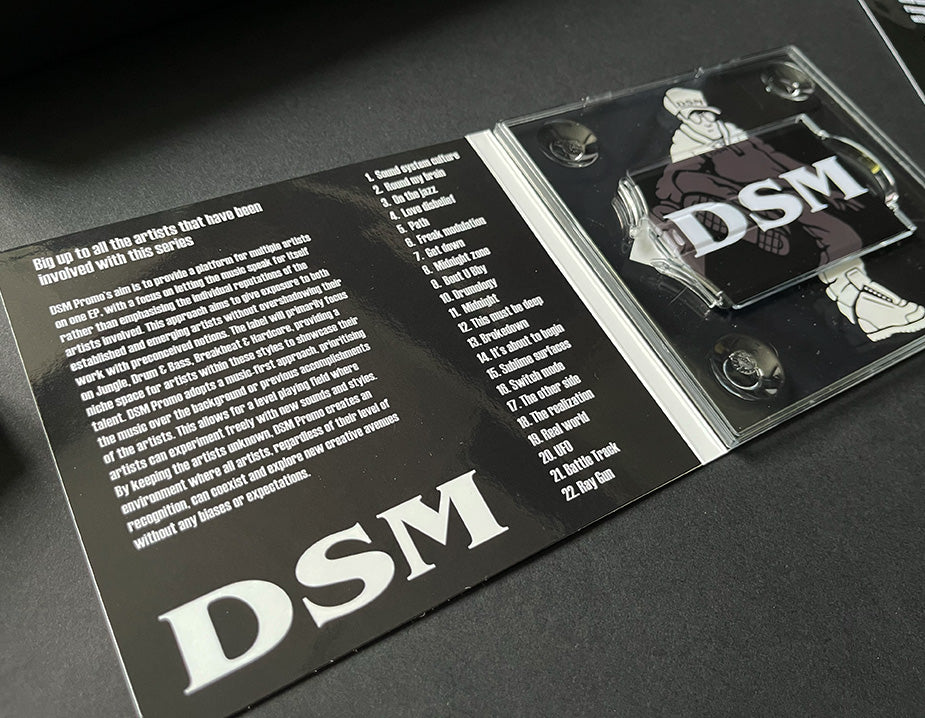 Big up to all the artists that have been
involved with this series
DSM Promo's aim is to provide a platform for multiple artists
on one EP, with a focus on letting the music speak for itself
rather than emphasising the individual reputations of the
artists involved. This approach aims to give exposure to both
established and emerging artists without overshadowing their
work with preconceived notions. The label will primarily focus
on Jungle, Drum & Bass, Breakbeat & Hardcore, providing a
niche space for artists within these styles to showcase their
talent. DSM Promo adopts a music-first approach, prioritising
the music over the background or previous accomplishments
of the artists. This allows for a level playing field where
artists can experiment freely with new sounds and styles.
By keeping the artists unknown, DSM Promo creates an
environment where all artists, regardless of their level of
recognition, can coexist and explore new creative avenues
without any biases or expectations.
DSM
1. Sound system culture
2. Round my brain
3. On the jazz
4. Love disbelief
5. Path
6. Freak modulation
7. Get down
8. Midnight zone
9. Dont U Cby
10. Drumology
11. Midnight
12. This must be deep
13. Brokedown
14. It's about to begin
15. Sublime surfaces
16. Switch mode
17. The other side
18. The realization
19. Real world
20. UFO
21. Battle Track
22. Ray Gun
DSM
DSM